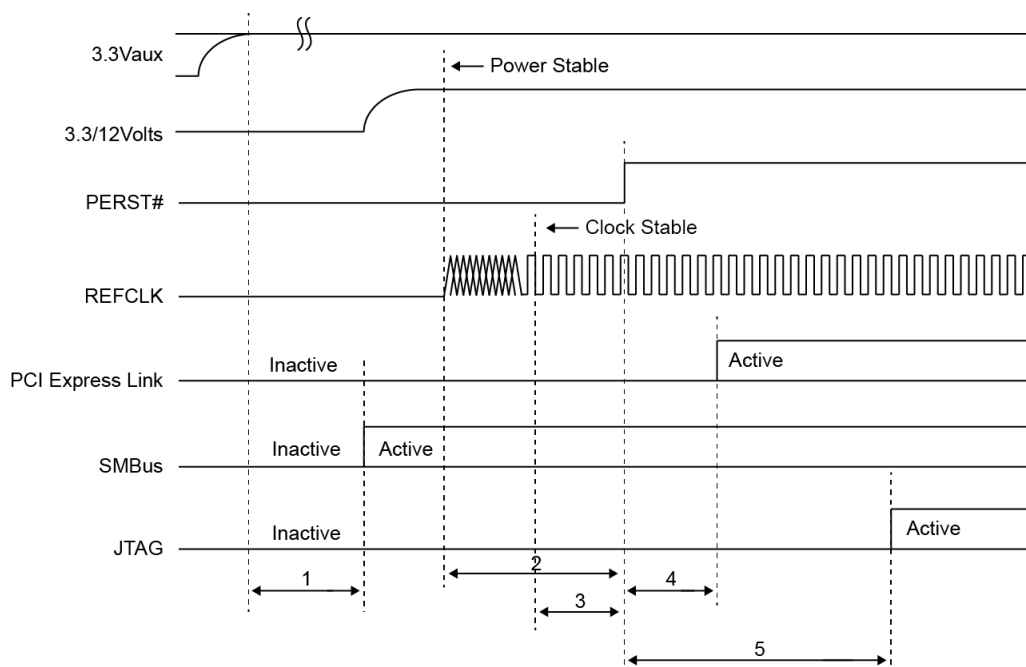 3.3Vaux
Power Stable
3.3/12Volts
PERST#
Clock Stable
REFCLK
Inactive
Active
PCI Express Link
Inactive
Active
SMBus
Inactive
Active
JTAG
1
2
4
3
5